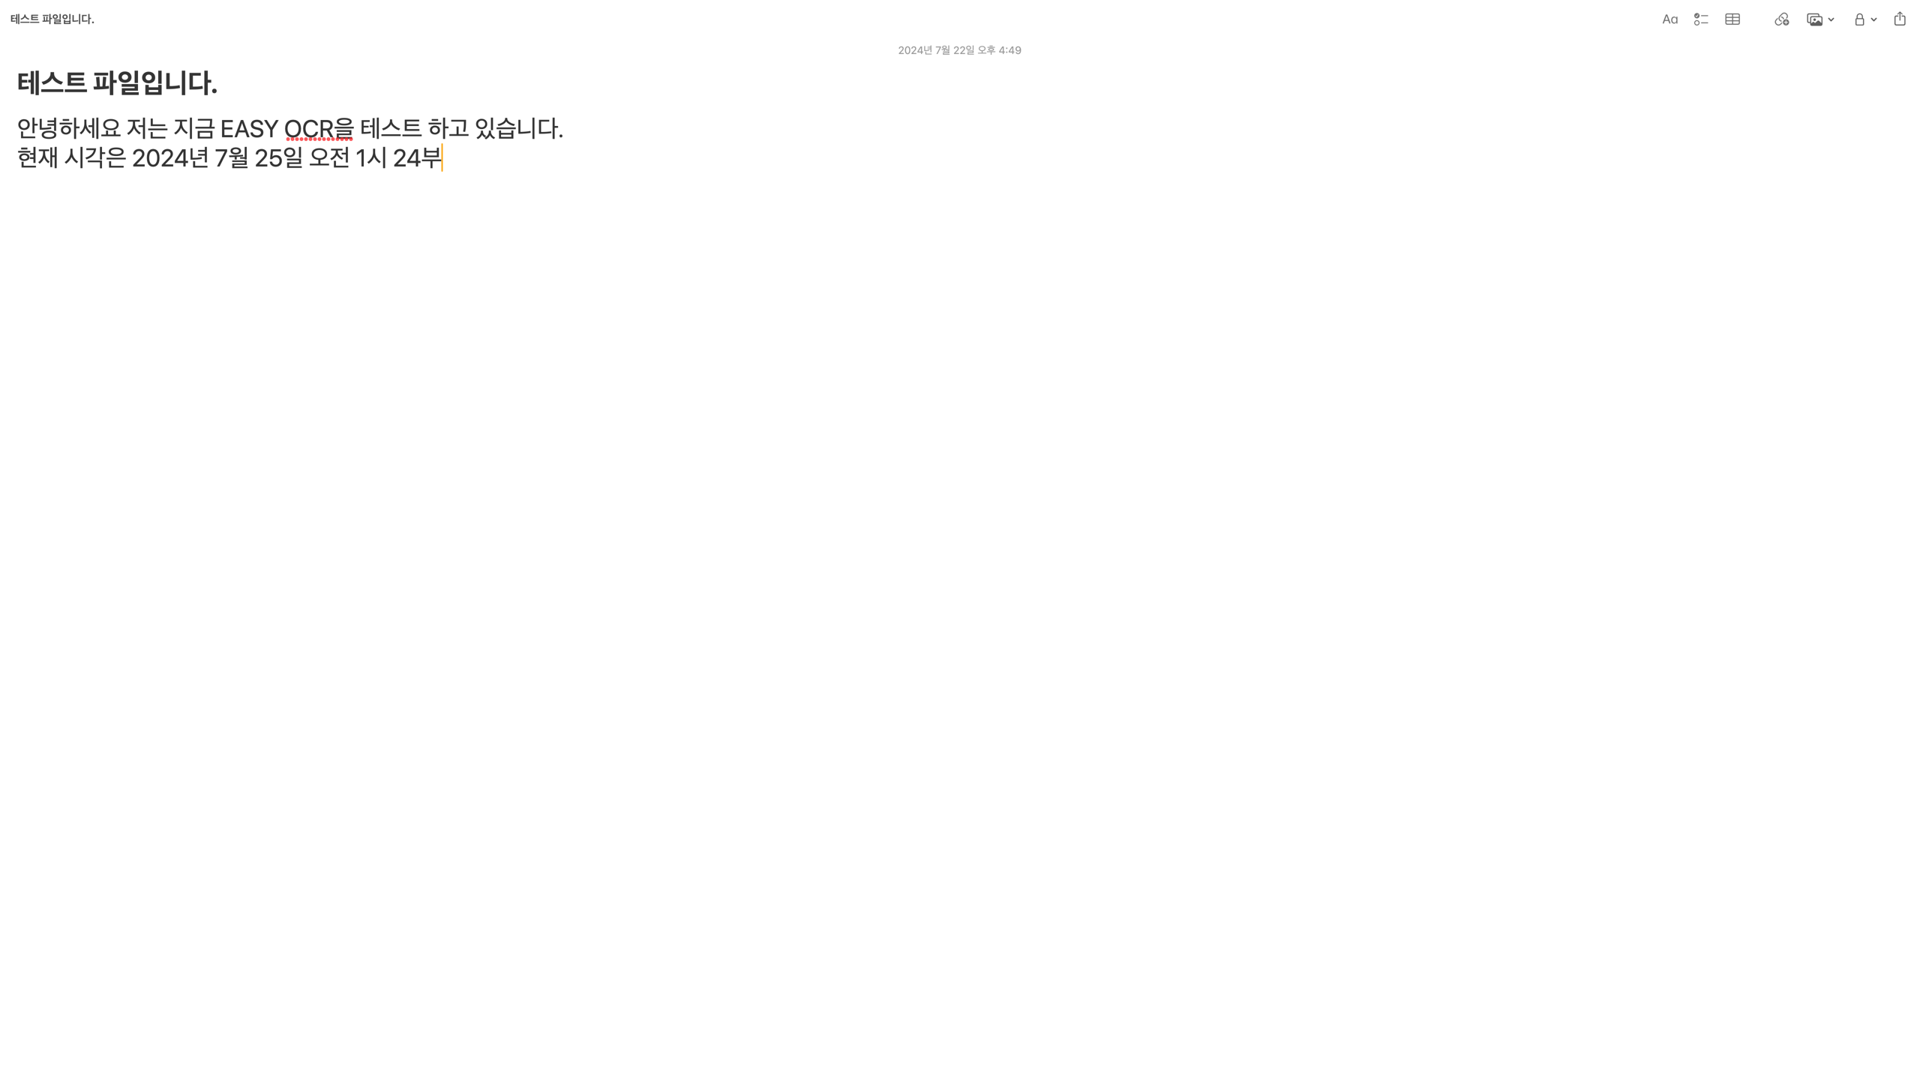 테스트 파일입니다.
Aa
2024년 7월 22일 오후 4:49
테스트 파일입니다.
안녕하세요 저는 지금 EASY OCR을 테스트 하고 있습니다.
현재 시각은 2024년 7월 25일 오전 1시 24부